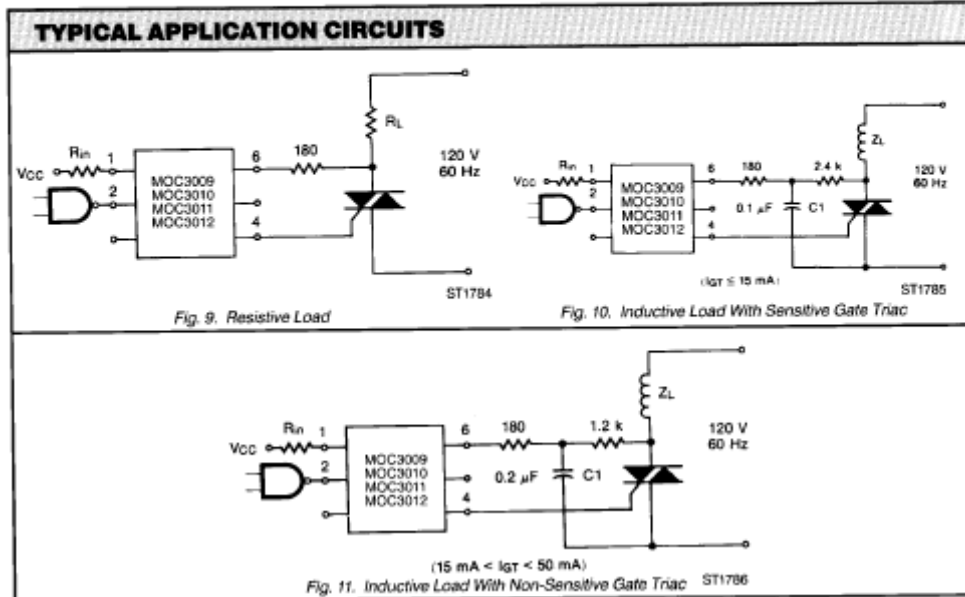 TYPICAL APPLICATION CIRCUITS
RL
Rin
1
6
180
VCC
2
MOC3009
MOC3010
MOC3011
MOC3012
4
120 V
60 Hz
ST1784
Fig. 9. Resistive Load
ZL
Rin
1
6
180
2.4 k
VCC
2
MOC3009
MOC3010
MOC3011
MOC3012
0.1 μF
C1
4
120 V
60 Hz
(IGT ≤ 15 mA)
ST1785
Fig. 10. Inductive Load With Sensitive Gate Triac
ZL
Rin
1
6
180
1.2 k
VCC
2
MOC3009
MOC3010
MOC3011
MOC3012
0.2 μF
C1
4
120 V
60 Hz
(15 mA < IGT < 50 mA)
Fig. 11. Inductive Load With Non-Sensitive Gate Triac
ST1786